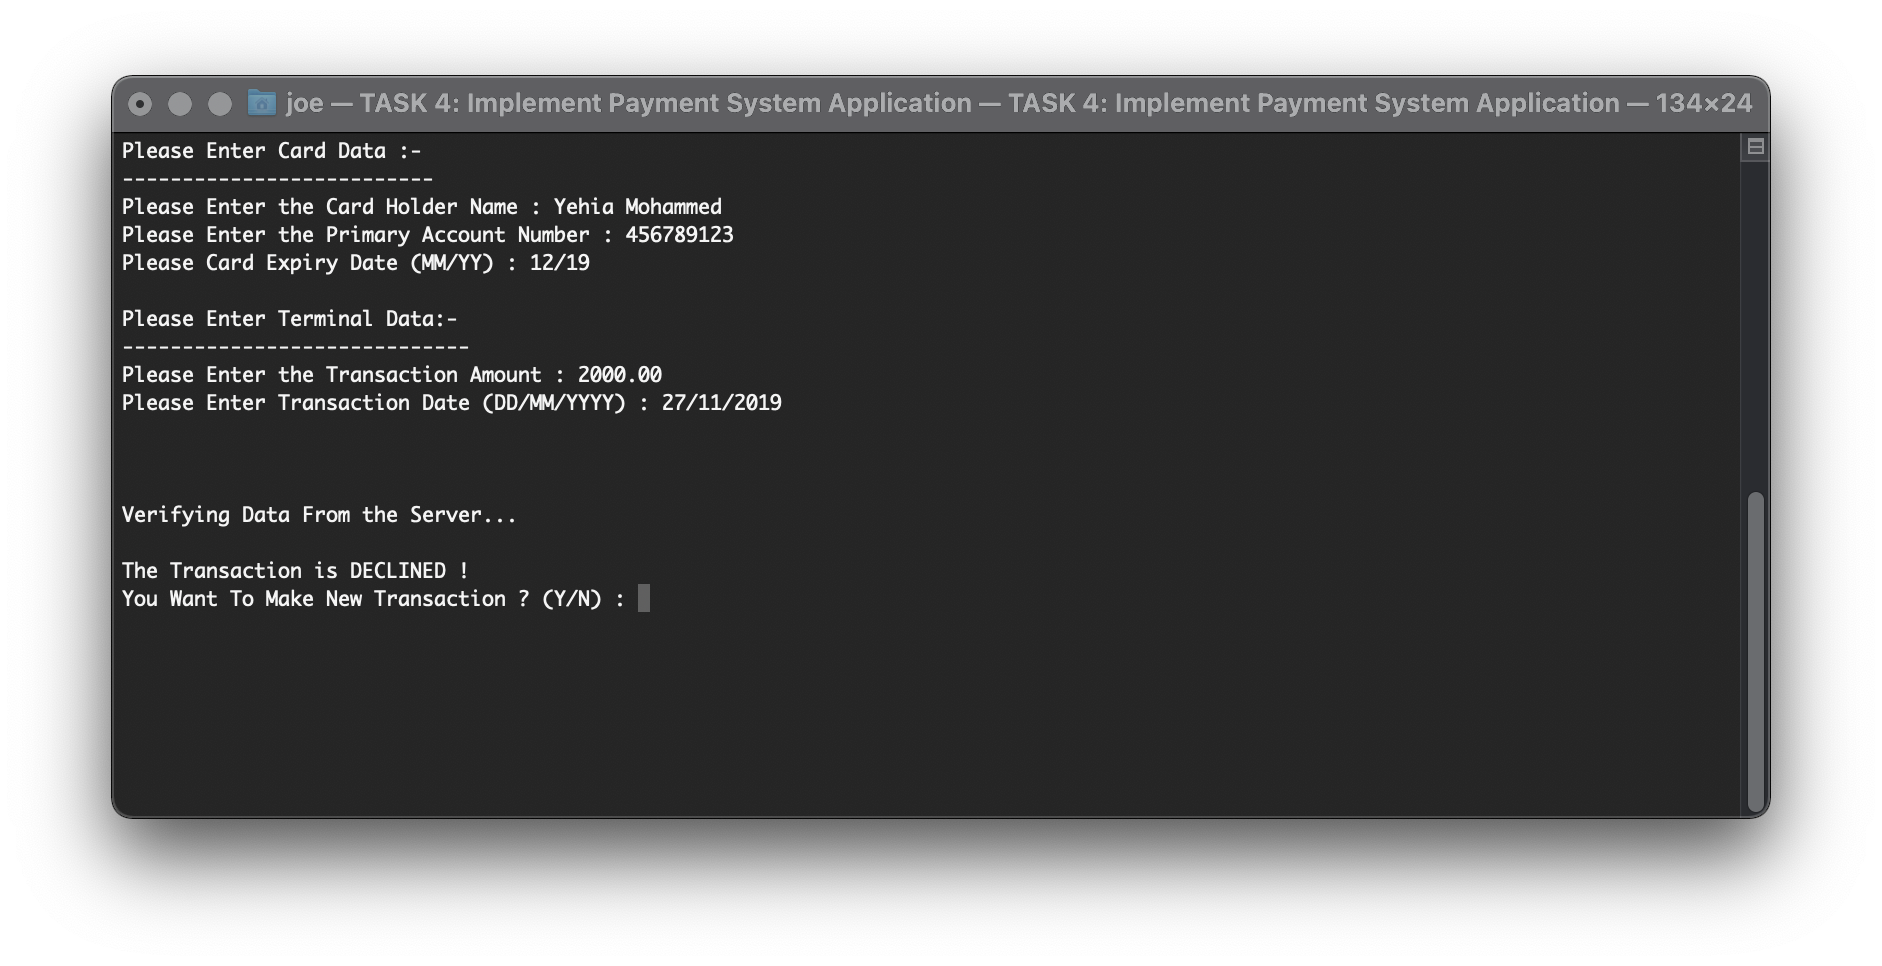 joe — TASK 4: Implement Payment System Application — TASK 4: Implement Payment System Application — 134×24
Please Enter Card Data :-
--------------------------
Please Enter the Card Holder Name : Yehia Mohammed
Please Enter the Primary Account Number : 456789123
Please Card Expiry Date (MM/YY) : 12/19
Please Enter Terminal Data:-
-----------------------------
Please Enter the Transaction Amount : 2000.00
Please Enter Transaction Date (DD/MM/YYYY) : 27/11/2019
Verifying Data From the Server...
The Transaction is DECLINED !
You Want To Make New Transaction ? (Y/N) :